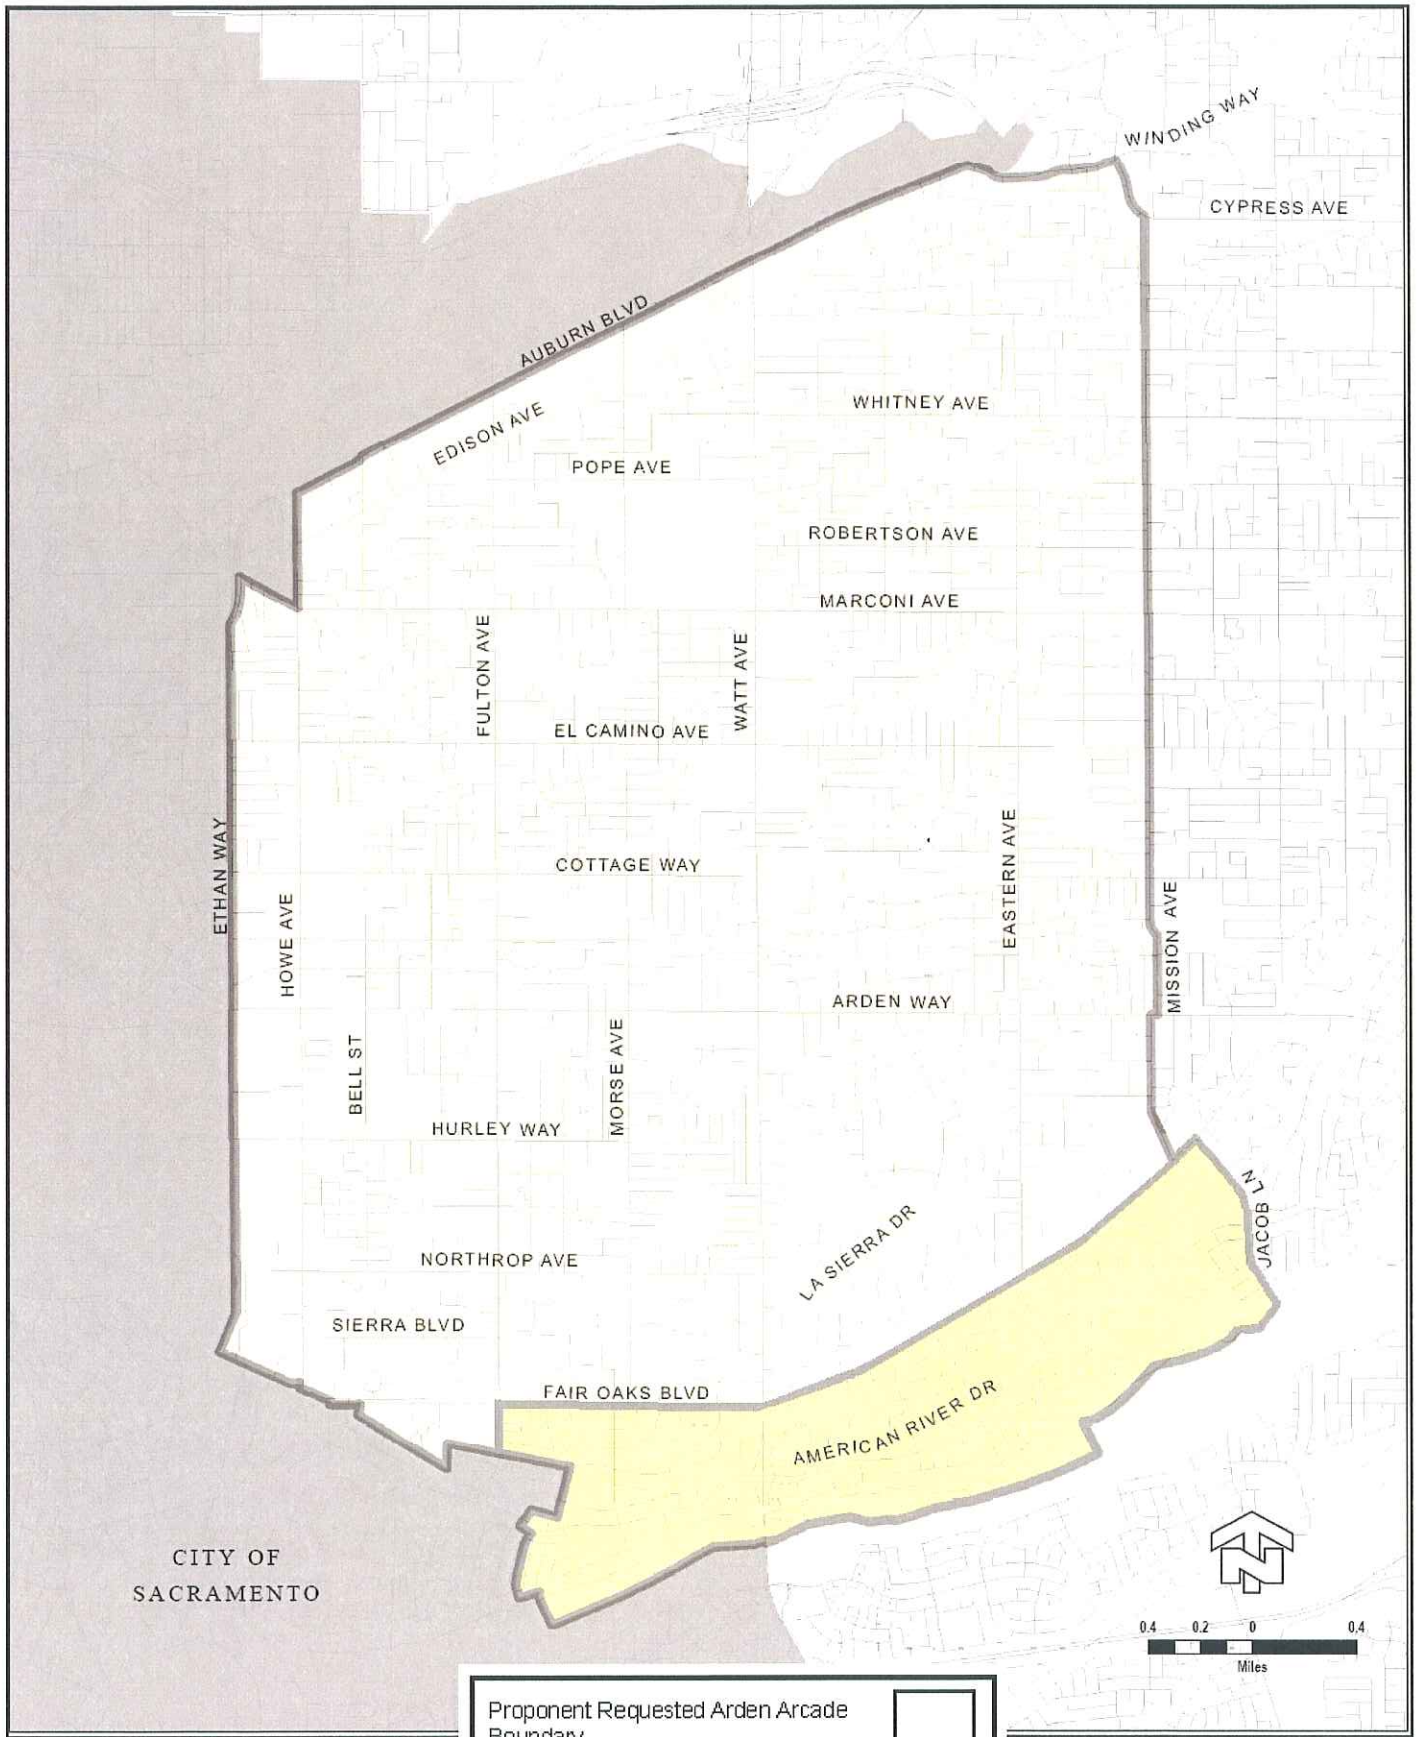 WINDING WAY
CYPRESS AVE
AUBURN BLVD
WHITNEY AVE
EDISON AVE
POPE AVE
ROBERTSON AVE
MARCONI AVE
FULTON AVE
WATT AVE
EL CAMINO AVE
ETHAN WAY
EASTERN AVE
COTTAGE WAY
HOWE AVE
MISSION AVE
ARDEN WAY
BELL ST
MORSE AVE
HURLEY WAY
JACOB LN
LA SIERRA DR
NORTHROP AVE
SIERRA BLVD
FAIR OAKS BLVD
AMERICAN RIVER DR
CITY OF
SACRAMENTO
N
0.4 0.2 0 0.4
Miles
Proponent Requested Arden Arcade
Boundary